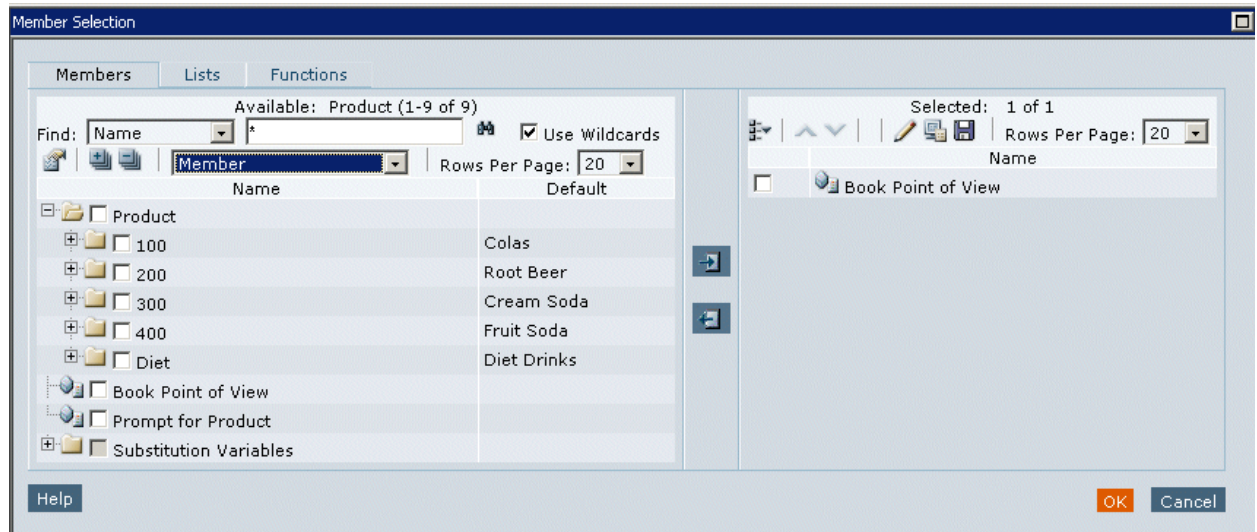 Member Selection
Members Lists Functions
Available: Product (1-9 of 9)
Find: Name * Use Wildcards
Member Rows Per Page: 20
Name Default
Product
100 Colas
200 Root Beer
300 Cream Soda
400 Fruit Soda
Diet Diet Drinks
Book Point of View
Prompt for Product
Substitution Variables
Selected: 1 of 1
Rows Per Page: 20
Name
Book Point of View
Help OK Cancel